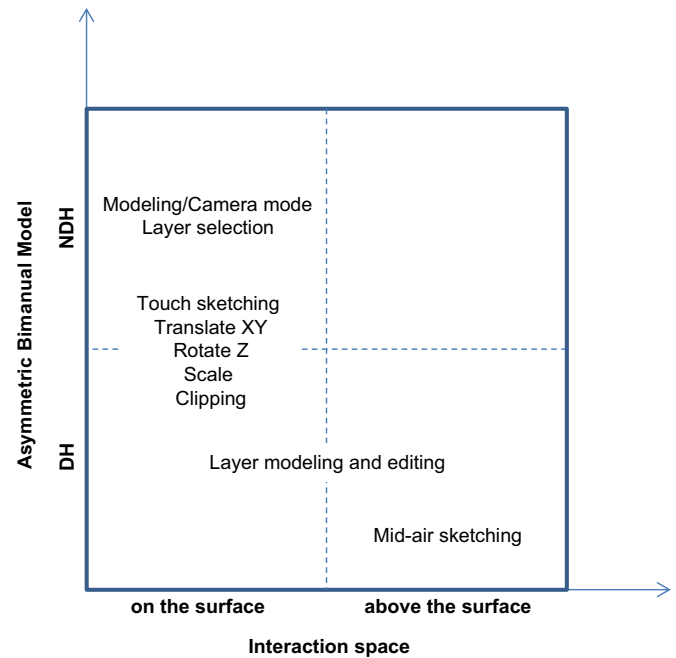 Asymmetric Bimanual Model
NDH
DH
Modeling/Camera mode
Layer selection
Touch sketching
Translate XY
Rotate Z
Scale
Clipping
Layer modeling and editing
Mid-air sketching
on the surface
above the surface
Interaction space